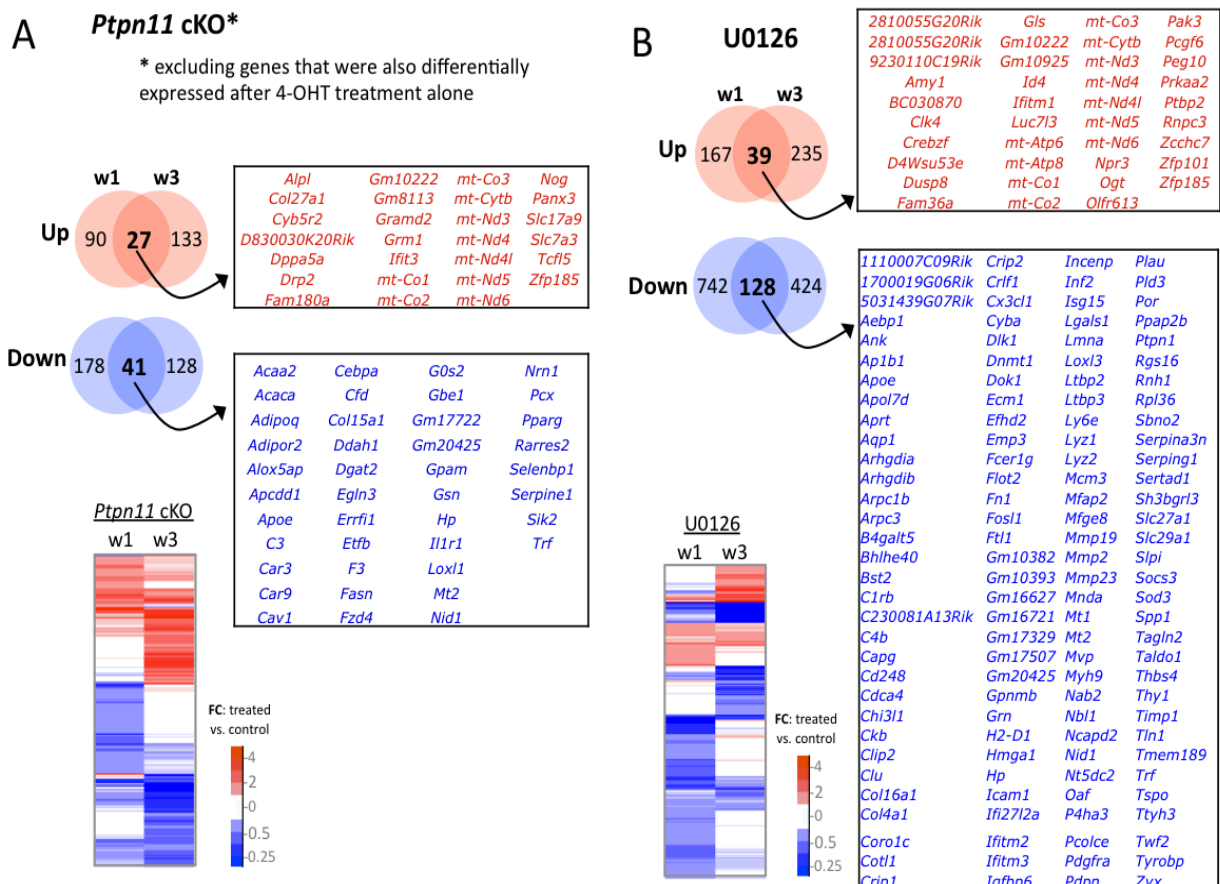 A
Ptpn11 cKO*
* excluding genes that were also differentially
expressed after 4-OHT treatment alone
w1 w3
Up 90 27 133
Alpl Gm10222 mt-Co3 Nog
Col27a1 Gm8113 mt-Cytb Panx3
Cyb5r2 Gramd2 mt-Nd3 Slc17a9
D830030K20Rik Grm1 mt-Nd4 Slc7a3
Dppa5a Ifit3 mt-Nd4l Tcfl5
Drp2 mt-Co1 mt-Nd5 Zfp185
Fam180a mt-Co2 mt-Nd6
Down 178 41 128
Acaa2 Cebpa G0s2 Nrn1
Acaca Cfd Gbe1 Pcx
Adipoq Col15a1 Gm17722 Pparg
Adipor2 Ddah1 Gm20425 Rarres2
Alox5ap Dgat2 Gpam Selenbp1
Apcdd1 Egln3 Gsn Serpine1
Apoe Errfi1 Hp Sik2
C3 Etfb Il1r1 Trf
Car3 F3 Loxl1
Car9 Fasn Mt2
Cav1 Fzd4 Nid1
Ptpn11 cKO
w1 w3
FC: treated
vs. control
4
2
0
0.5
0.25
B
U0126
w1 w3
Up 167 39 235
2810055G20Rik Gls mt-Co3 Pak3
2810055G20Rik Gm10222 mt-Cytb Pcgf6
9230110C19Rik Gm10925 mt-Nd3 Peg10
Amy1 Id4 mt-Nd4 Prkaa2
BC030870 Ifitm1 mt-Nd4l Ptbp2
Clk4 Luc7l3 mt-Nd5 Rnpc3
Crebzf mt-Atp6 mt-Nd6 Zcchc7
D4Wsu53e mt-Atp8 Npr3 Zfp101
Dusp8 mt-Co1 Ogt Zfp185
Fam36a mt-Co2 Olfr613
Down 742 128 424
1110007C09Rik Crip2 Incenp Plau
1700019G06Rik Crlf1 Inf2 Pld3
5031439G07Rik Cx3cl1 Isg15 Por
Aebp1 Cyba Lgals1 Ppap2b
Ank Dlk1 Lmna Ptpn1
Ap1b1 Dnmt1 Loxl3 Rgs16
Apoe Dok1 Ltbp2 Rnh1
Apol7d Ecm1 Ltbp3 Rpl36
Aprt Efhd2 Ly6e Sbno2
Aqp1 Emp3 Lyz1 Serpina3n
Arhgdia Fcer1g Lyz2 Serping1
Arhgdib Flot2 Mcm3 Sertad1
Arpc1b Fn1 Mfap2 Sh3bgrl3
Arpc3 Fosl1 Mfge8 Slc27a1
B4galt5 Ftl1 Mmp19 Slc29a1
Bhlhe40 Gm10382 Mmp2 Slpi
Bst2 Gm10393 Mmp23 Socs3
C1rb Gm16627 Mnda Sod3
C230081A13Rik Gm16721 Mt1 Spp1
C4b Gm17329 Mt2 Tagln2
Capg Gm17507 Mvp Taldo1
Cd248 Gm20425 Myh9 Thbs4
Cdca4 Gpnmb Nab2 Thy1
Chi3l1 Grn Nbl1 Timp1
Ckb H2-D1 Ncapd2 Tln1
Clip2 Hmga1 Nid1 Tmem189
Clu Hp Nt5dc2 Trf
Col16a1 Icam1 Oaf Tspo
Col4a1 Ifi27l2a P4ha3 Ttyh3
Coro1c Ifitm2 Pcolce Twf2
Cotl1 Ifitm3 Pdgfra Tyrobp
Crip1 Igfbp6 Pdpn Zyx
U0126
w1 w3
FC: treated
vs. control
4
2
0
0.5
0.25